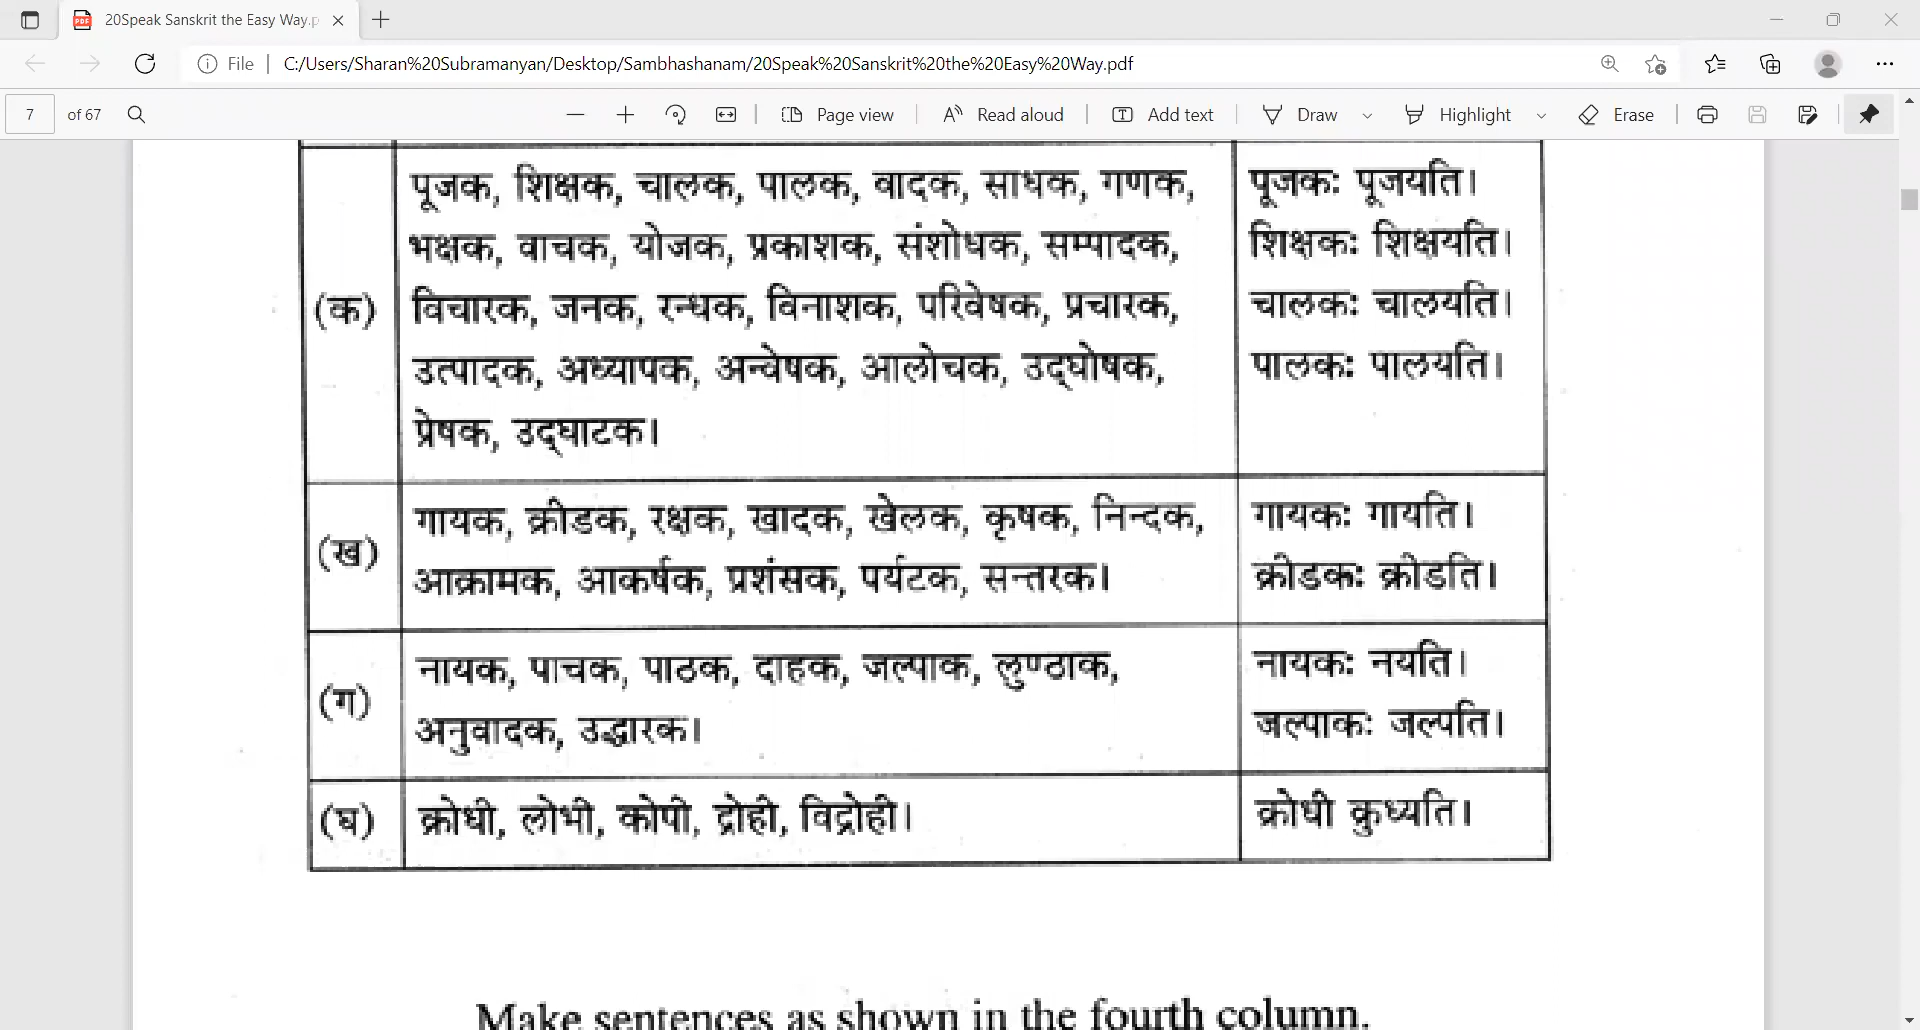 20Speak Sanskrit the Easy Way.p
File | C:/Users/Sharan%20Subramanyan/Desktop/Sambhashanam/20Speak%20Sanskrit%20the%20Easy%20Way.pdf
7 of 67 Page view Read aloud Add text Draw Highlight Erase
पूजक, शिक्षक, चालक, पालक, वादक, साधक, गणक, पूजकः पूजयति।
भक्षक, वाचक, योजक, प्रकाशक, संशोधक, सम्पादक, शिक्षकः शिक्षयति।
(क) विचारक, जनक, रन्धक, विनाशक, परिवेषक, प्रचारक, चालकः चालयति।
उत्पादक, अध्यापक, अन्वेषक, आलोचक, उद्घोषक, पालकः पालयति।
प्रेषक, उद्घाटक।
(ख) गायक, क्रीडक, रक्षक, खादक, खेलक, कृषक, निन्दक, गायकः गायति।
आक्रामक, आकर्षक, प्रशंसक, पर्यटक, सन्तरक। क्रीडकः क्रीडति।
(ग) नायक, पाचक, पाठक, दाहक, जल्पाक, लुण्ठाक, नायकः नयति।
अनुवादक, उद्धारक। जल्पाकः जल्पति।
(घ) क्रोधी, लोभी, कोपी, द्रोही, विद्रोही। क्रोधी क्रुध्यति।
Make sentences as shown in the fourth column.